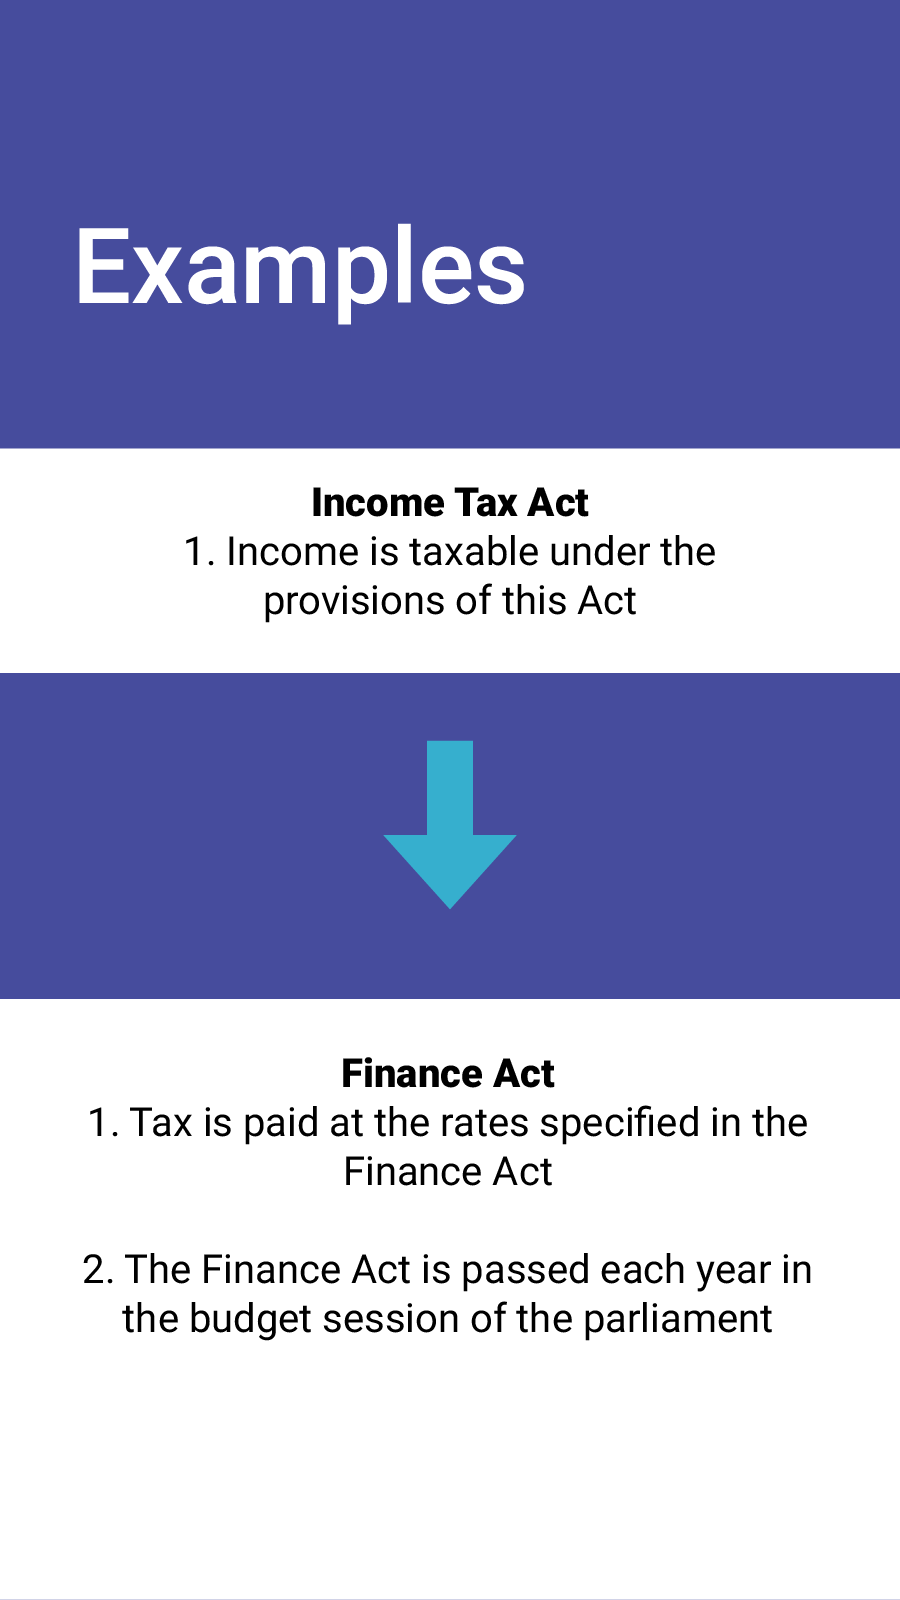 Examples
Income Tax Act
1. Income is taxable under the
provisions of this Act
Finance Act
1. Tax is paid at the rates specified in the
Finance Act
2. The Finance Act is passed each year in
the budget session of the parliament